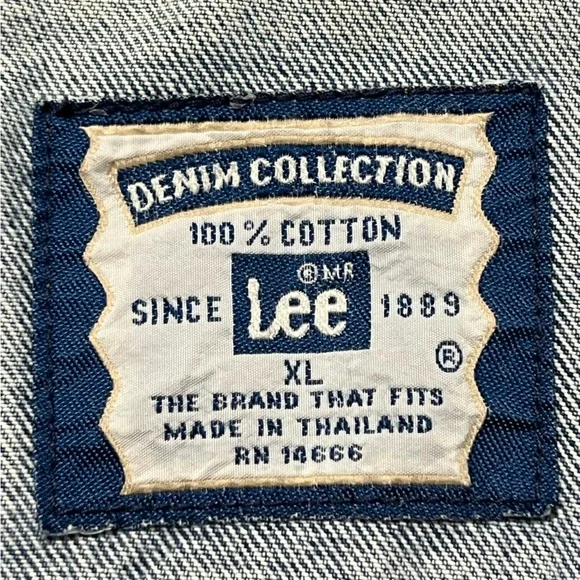 DENIM COLLECTION
100 % COTTON
® MR
SINCE Lee 1889
®
XL
THE BRAND THAT FITS
MADE IN THAILAND
RN 14666